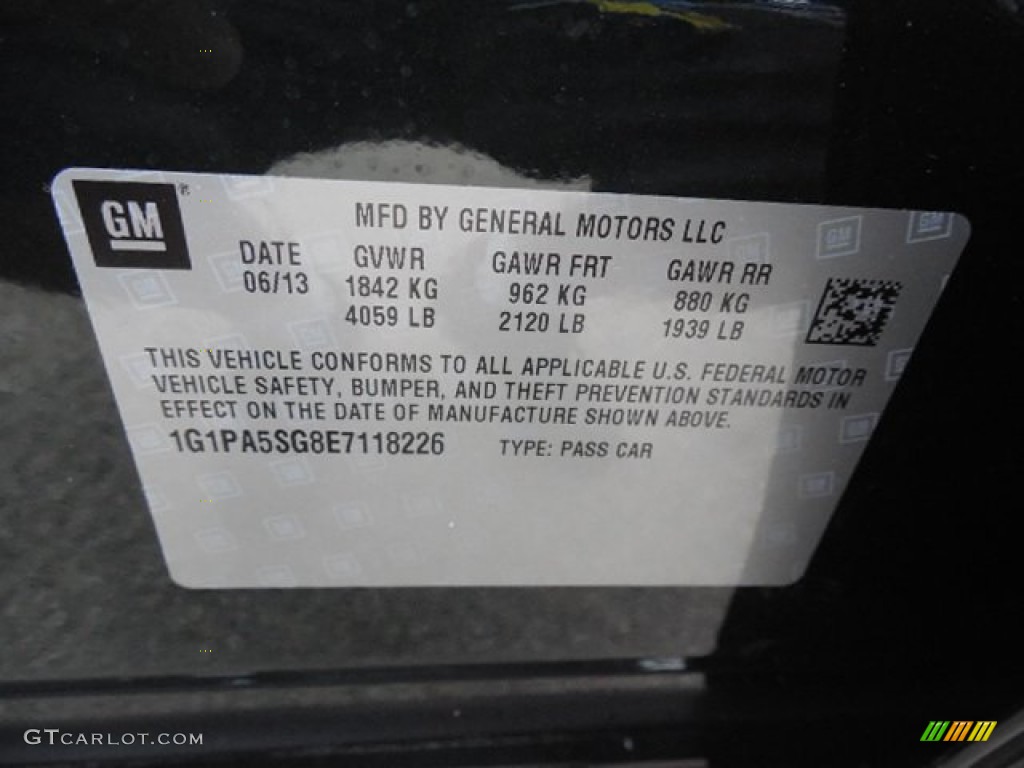 GM ®
MFD BY GENERAL MOTORS LLC
DATE GVWR GAWR FRT GAWR RR
06/13 1842 KG 962 KG 880 KG
4059 LB 2120 LB 1939 LB
THIS VEHICLE CONFORMS TO ALL APPLICABLE U.S. FEDERAL MOTOR
VEHICLE SAFETY, BUMPER, AND THEFT PREVENTION STANDARDS IN
EFFECT ON THE DATE OF MANUFACTURE SHOWN ABOVE.
1G1PA5SG8E7118226 TYPE: PASS CAR
GTCARLOT.COM